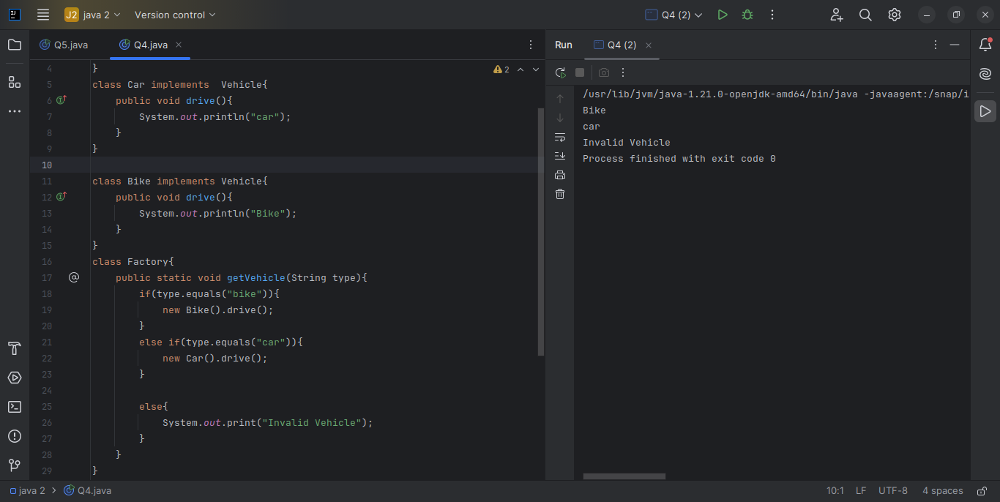 J2 java 2 Version control Q4 (2)
Q5.java Q4.java
Run Q4 (2)
2
4 }
5 class Car implements  Vehicle{
6 public void drive(){
7 System.out.println("car");
8 }
9 }
10
11 class Bike implements Vehicle{
12 public void drive(){
13 System.out.println("Bike");
14 }
15 }
16 class Factory{
17 public static void getVehicle(String type){
18 if(type.equals("bike")){
19 new Bike().drive();
20 }
21 else if(type.equals("car")){
22 new Car().drive();
23 }
24
25 else{
26 System.out.print("Invalid Vehicle");
27 }
28 }
29 }
/usr/lib/jvm/java-1.21.0-openjdk-amd64/bin/java -javaagent:/snap/i
Bike
car
Invalid Vehicle
Process finished with exit code 0
java 2 > Q4.java 10:1 LF UTF-8 4 spaces